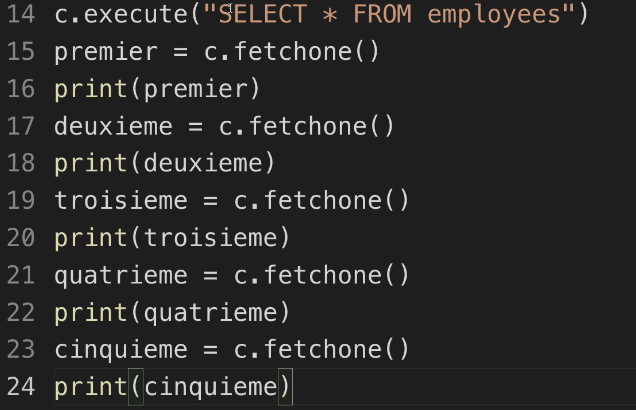 14 c.execute("SELECT * FROM employees")
15 premier = c.fetchone()
16 print(premier)
17 deuxieme = c.fetchone()
18 print(deuxieme)
19 troisieme = c.fetchone()
20 print(troisieme)
21 quatrieme = c.fetchone()
22 print(quatrieme)
23 cinquieme = c.fetchone()
24 print(cinquieme)